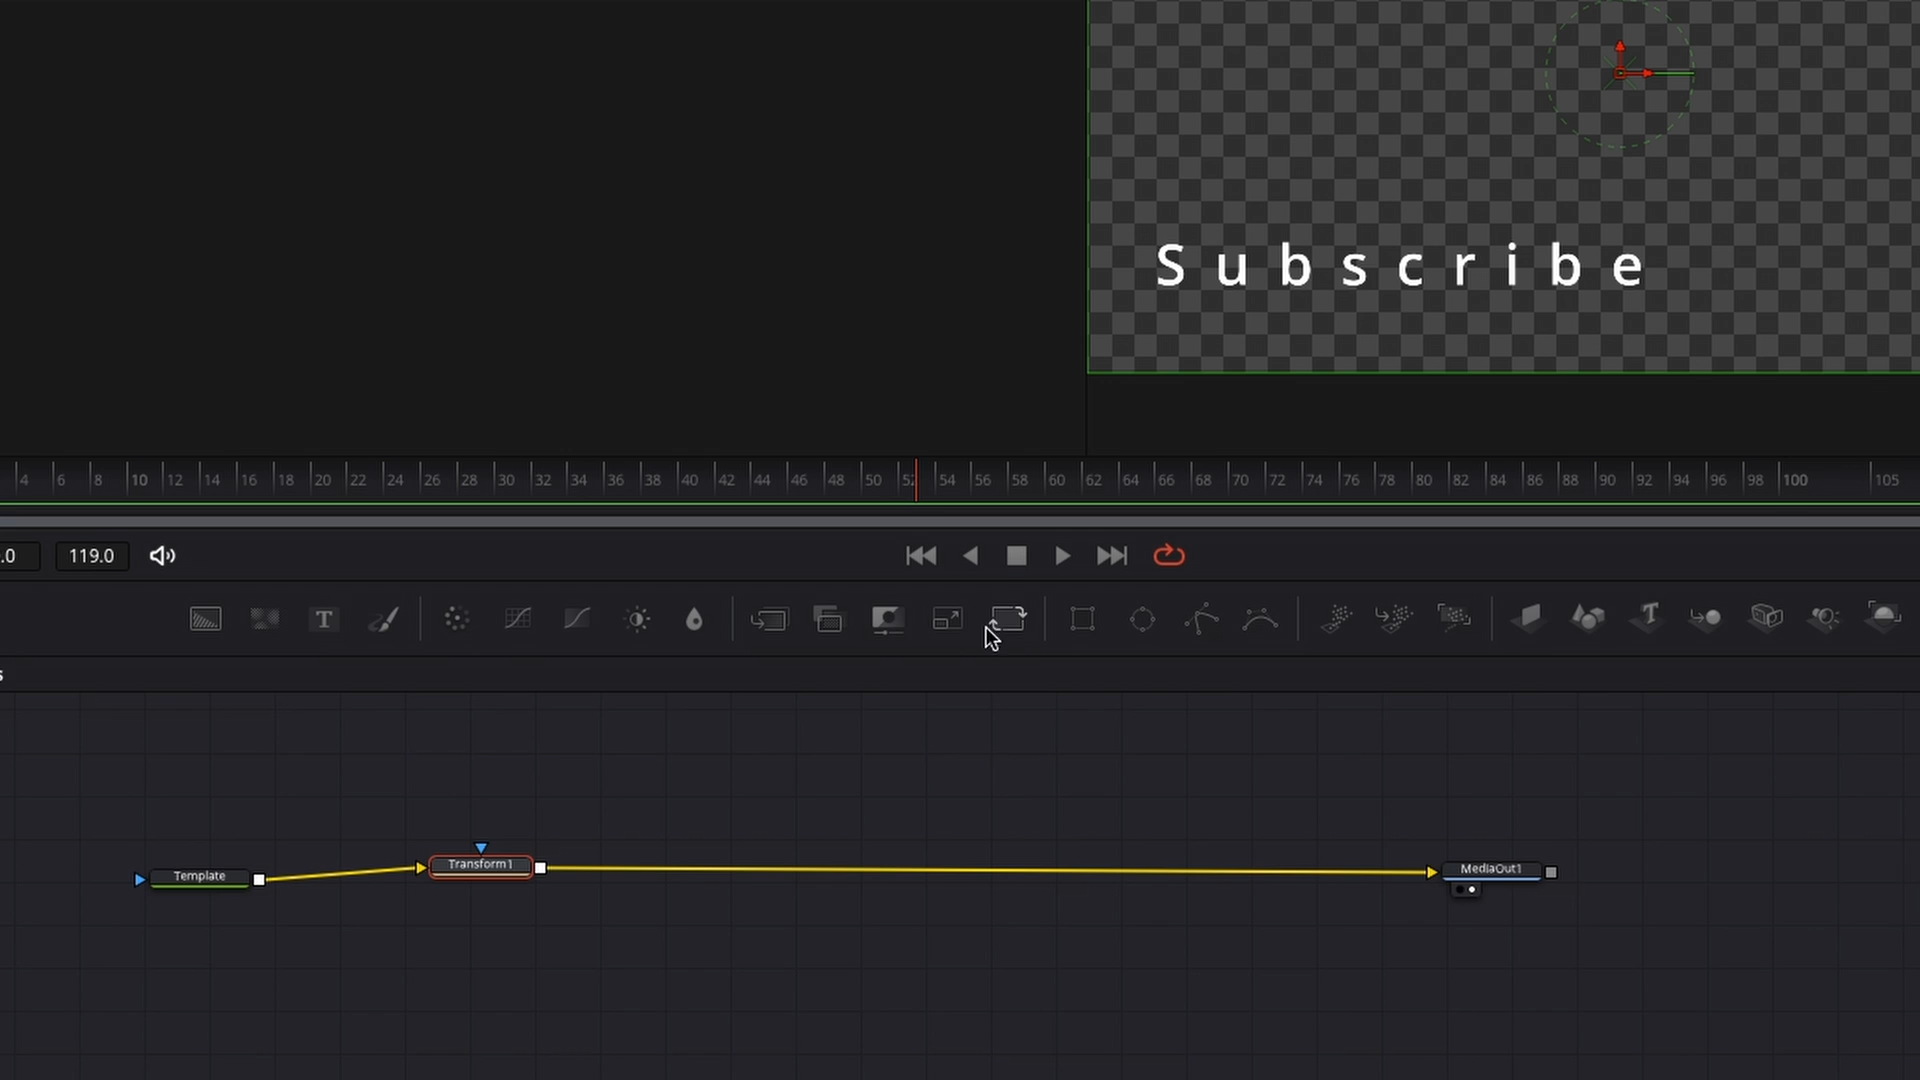 S u b s c r i b e
4 6 8 10 12 14 16 18 20 22 24 26 28 30 32 34 36 38 40 42 44 46 48 50 52 54 56 58 60 62 64 66 68 70 72 74 76 78 80 82 84 86 88 90 92 94 96 98 100 105
.0 119.0
T
T
s
Template Transform1 MediaOut1